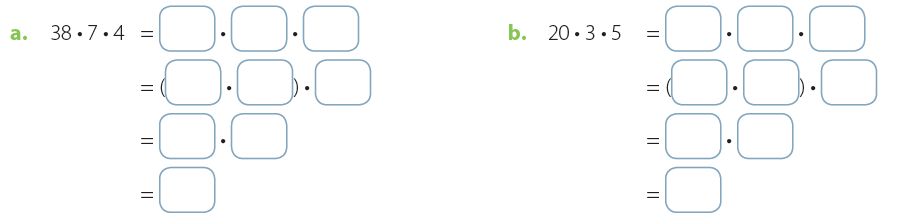 a. 38 • 7 • 4 = • • b. 20 • 3 • 5 = • •
= ( • ) • = ( • ) •
= • = •
= =